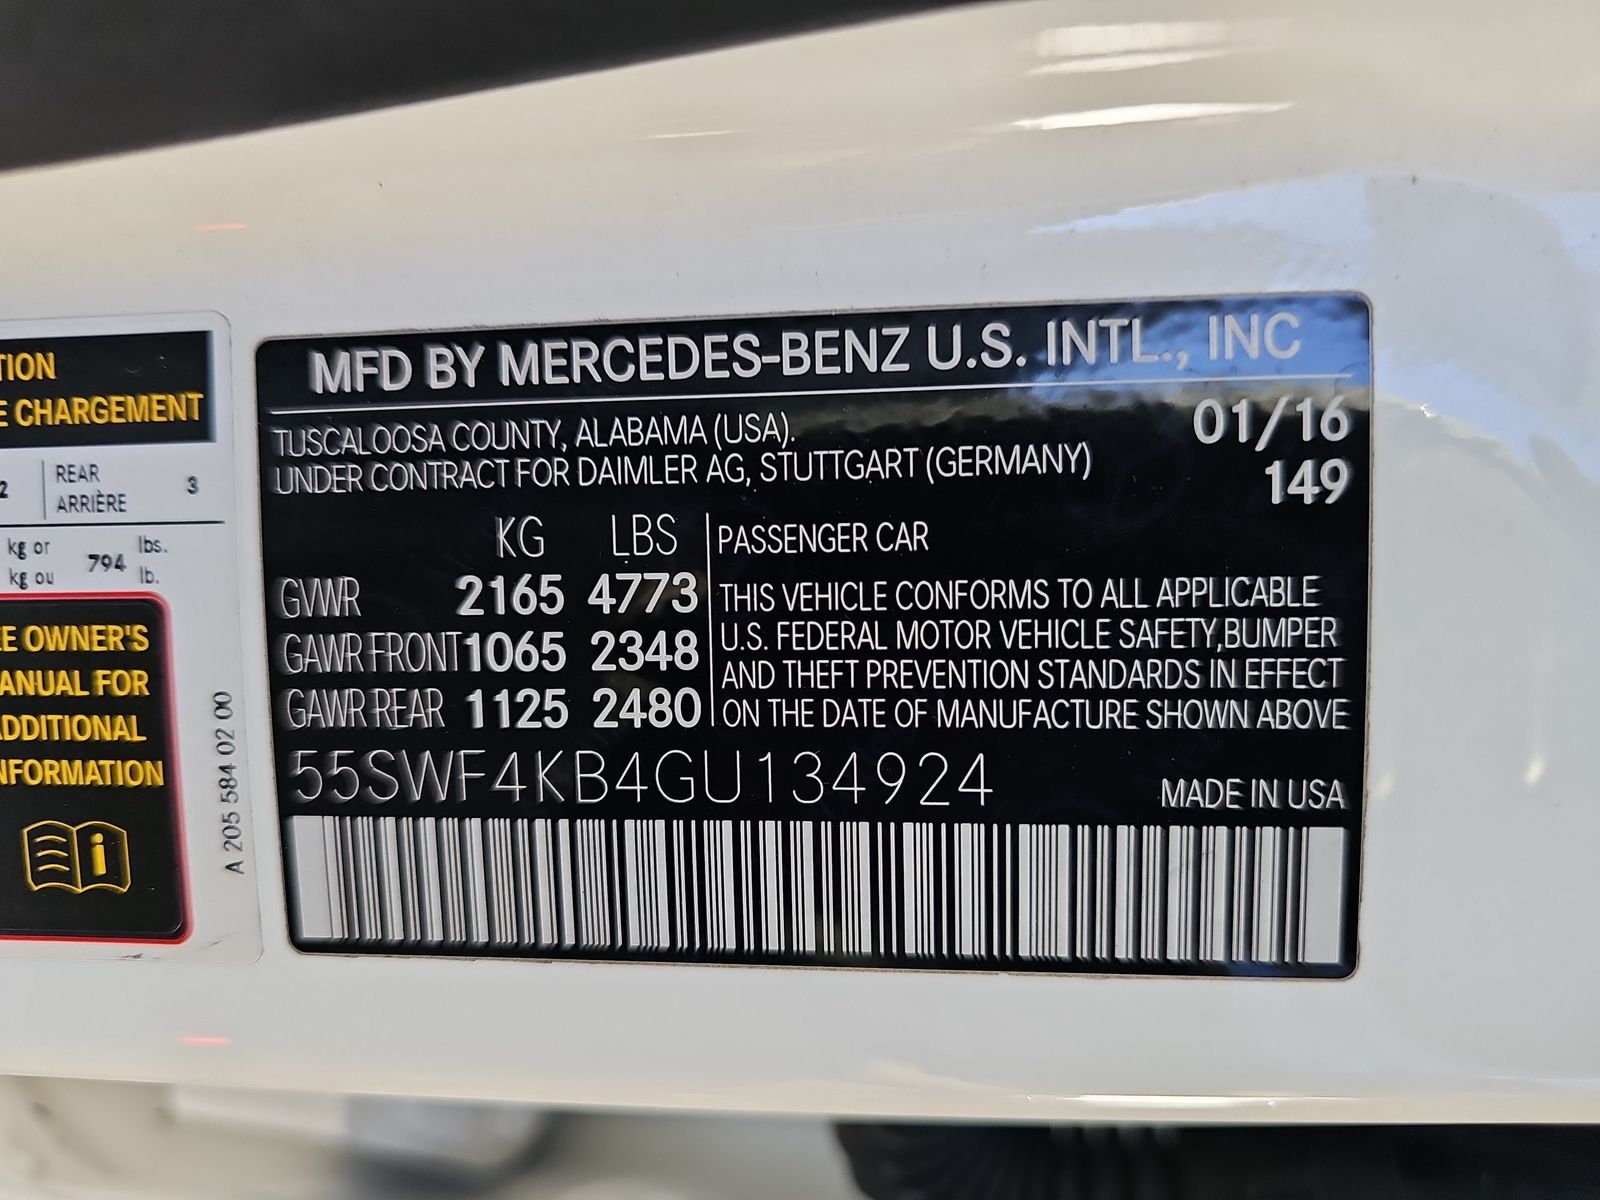 TION
E CHARGEMENT
2 REAR 3
ARRIÈRE
kg or 794 lbs.
kg ou lb.
EE OWNER'S
ANUAL FOR
ADDITIONAL
NFORMATION
i
A 205 584 02 00
MFD BY MERCEDES-BENZ U.S. INTL., INC
TUSCALOOSA COUNTY, ALABAMA (USA). 01/16
UNDER CONTRACT FOR DAIMLER AG, STUTTGART (GERMANY) 149
KG LBS
GVWR 2165 4773
GAWR FRONT 1065 2348
GAWR REAR 1125 2480
PASSENGER CAR
THIS VEHICLE CONFORMS TO ALL APPLICABLE
U.S. FEDERAL MOTOR VEHICLE SAFETY,BUMPER
AND THEFT PREVENTION STANDARDS IN EFFECT
ON THE DATE OF MANUFACTURE SHOWN ABOVE
55SWF4KB4GU134924
MADE IN USA